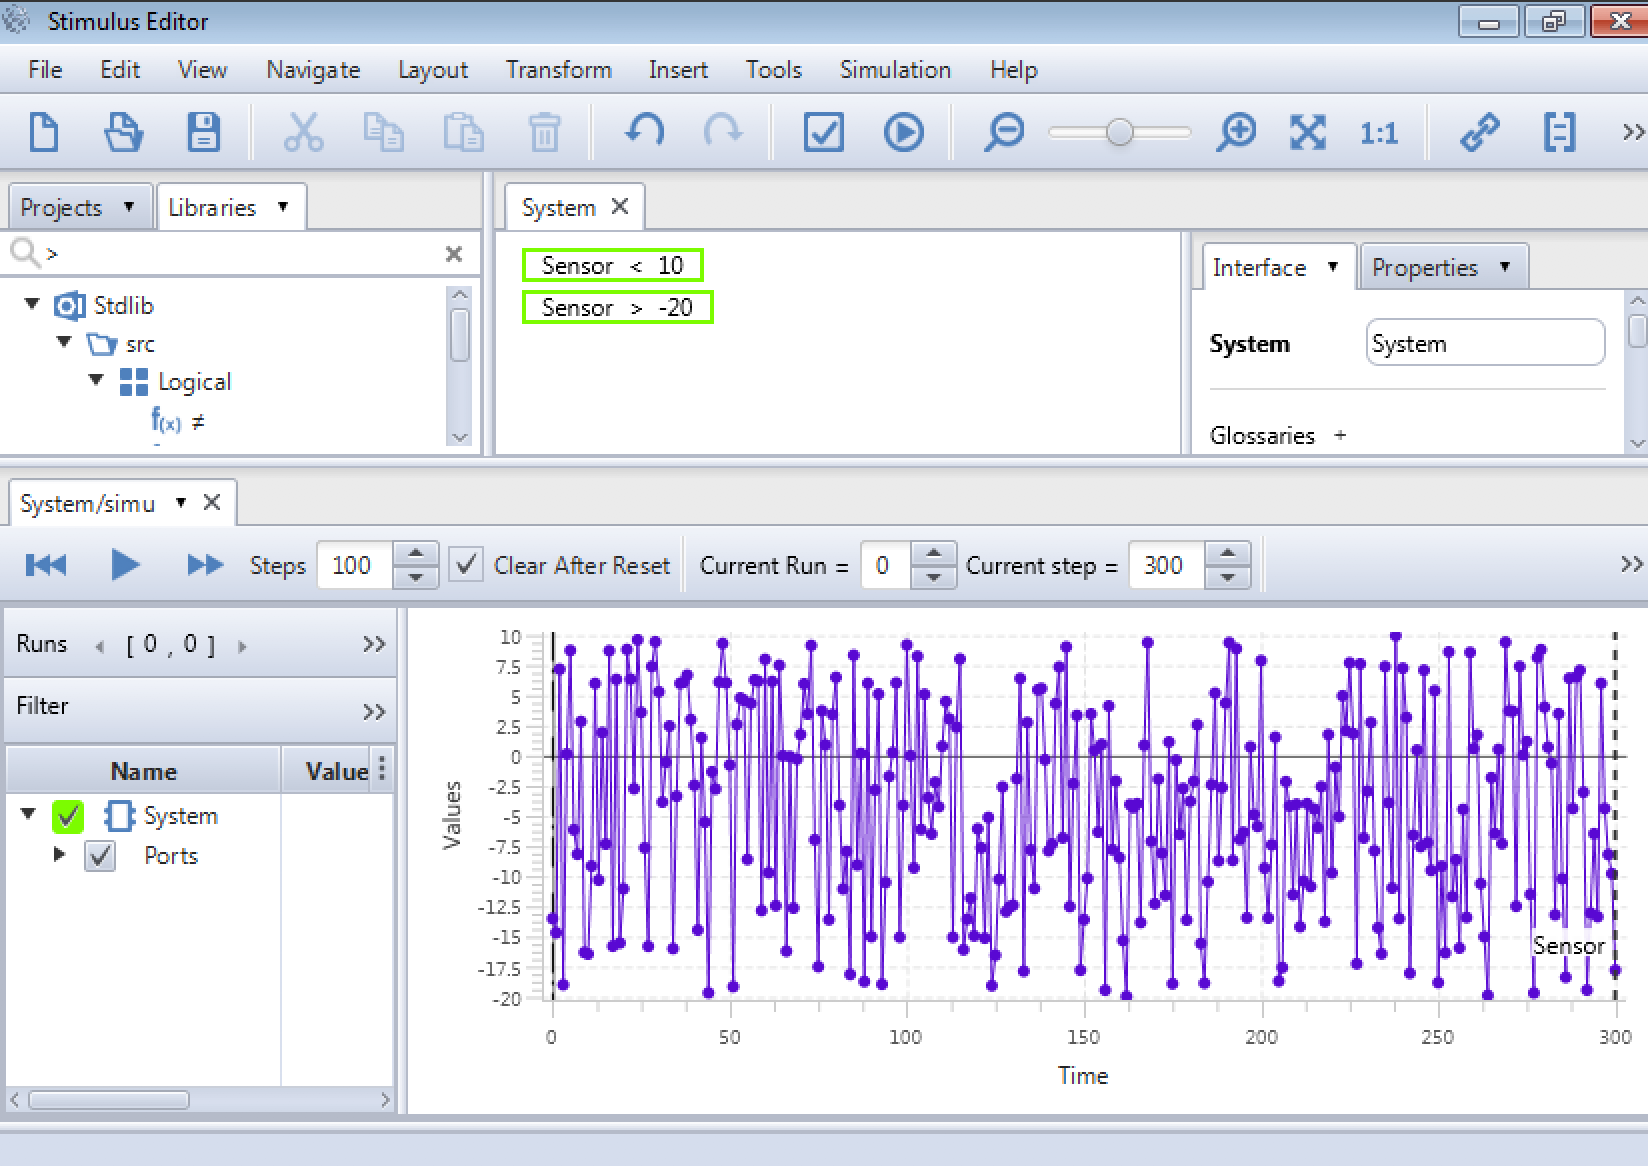 Stimulus Editor
File Edit View Navigate Layout Transform Insert Tools Simulation Help
1:1 >>
Projects ▼ Libraries ▼ System ✕
> ✕
Sensor < 10
Sensor > -20
Interface ▼ Properties ▼
Stdlib
src
Logical
f(x) ≠
System System
Glossaries +
System/simu ▼ ✕
Steps 100 Clear After Reset Current Run = 0 Current step = 300 >>
Runs [ 0 , 0 ] >>
Filter >>
Name Value
System
Ports
Values
10
7.5
5
2.5
0
-2.5
-5
-7.5
-10
-12.5
-15
-17.5
-20
Sensor
0 50 100 150 200 250 300
Time